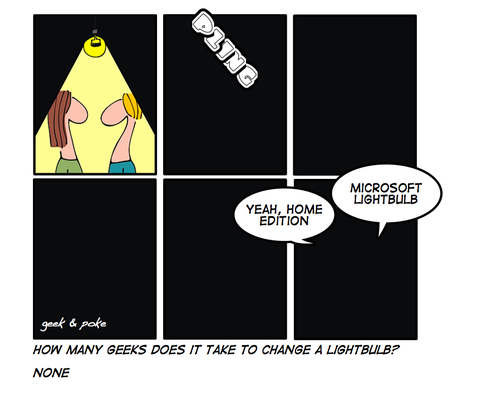 PLING
MICROSOFT
LIGHTBULB
YEAH, HOME
EDITION
geek & poke
HOW MANY GEEKS DOES IT TAKE TO CHANGE A LIGHTBULB?
NONE